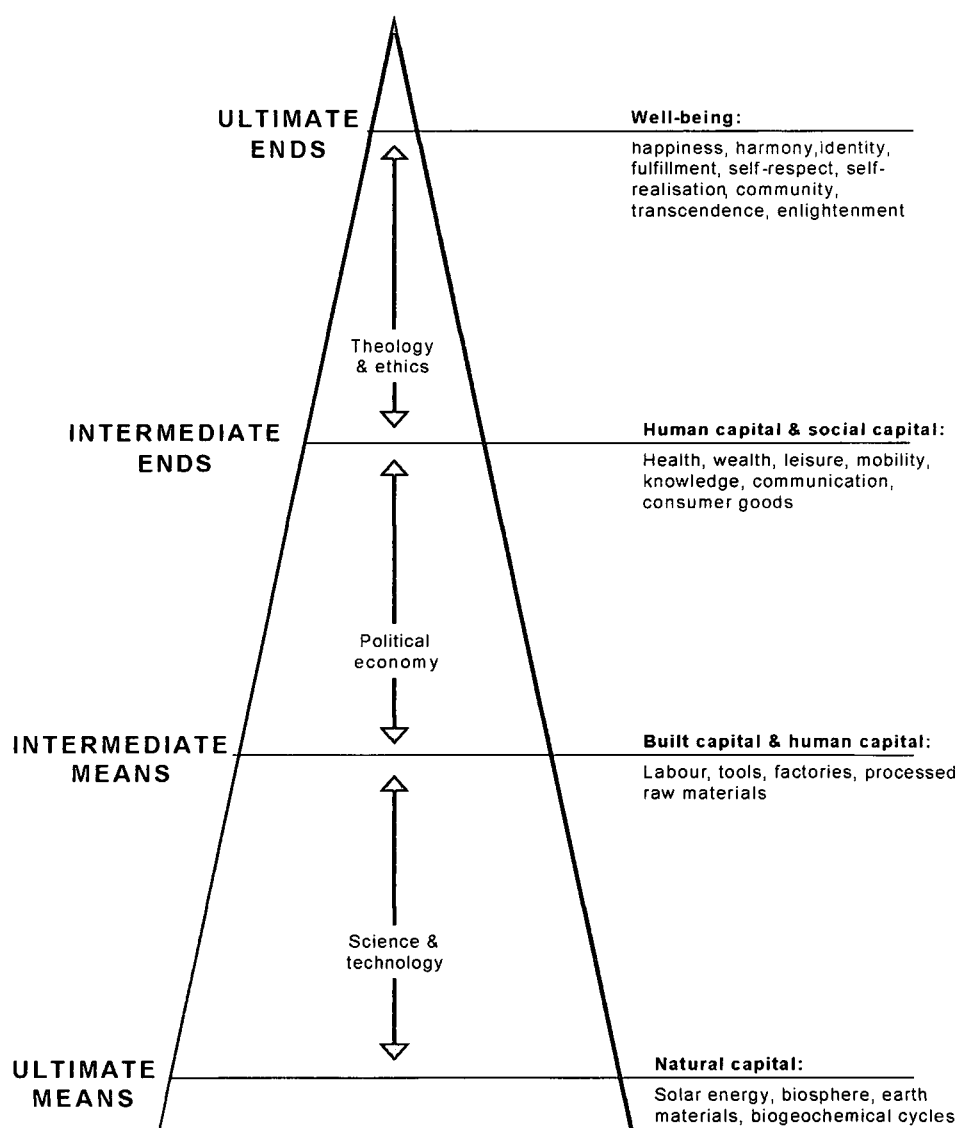 ULTIMATE
ENDS
Well-being:
happiness, harmony,identity,
fulfillment, self-respect, self-
realisation, community,
transcendence, enlightenment
Theology
& ethics
INTERMEDIATE
ENDS
Human capital & social capital:
Health, wealth, leisure, mobility,
knowledge, communication,
consumer goods
Political
economy
INTERMEDIATE
MEANS
Built capital & human capital:
Labour, tools, factories, processed
raw materials
Science &
technology
ULTIMATE
MEANS
Natural capital:
Solar energy, biosphere, earth
materials, biogeochemical cycles